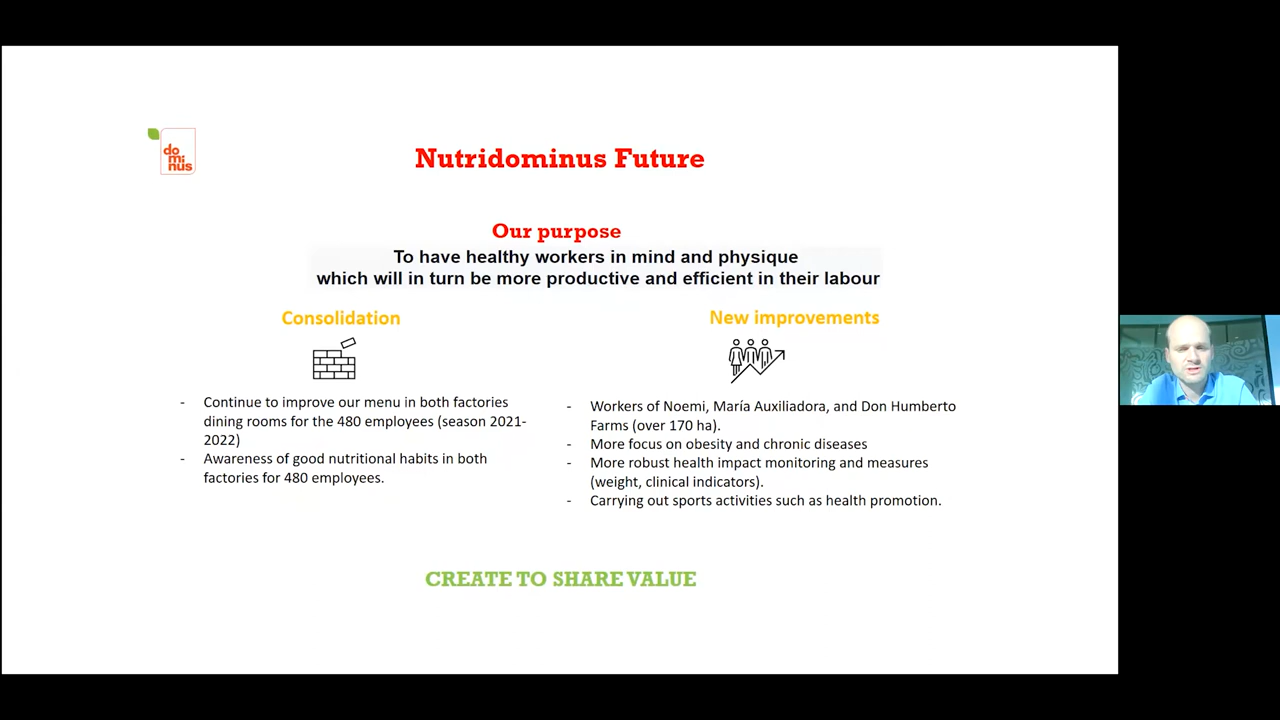 do
mi
nus
Nutridominus Future
Our purpose
To have healthy workers in mind and physique
which will in turn be more productive and efficient in their labour
Consolidation
- Continue to improve our menu in both factories
dining rooms for the 480 employees (season 2021-
2022)
- Awareness of good nutritional habits in both
factories for 480 employees.
New improvements
- Workers of Noemi, María Auxiliadora, and Don Humberto
Farms (over 170 ha).
- More focus on obesity and chronic diseases
- More robust health impact monitoring and measures
(weight, clinical indicators).
- Carrying out sports activities such as health promotion.
CREATE TO SHARE VALUE